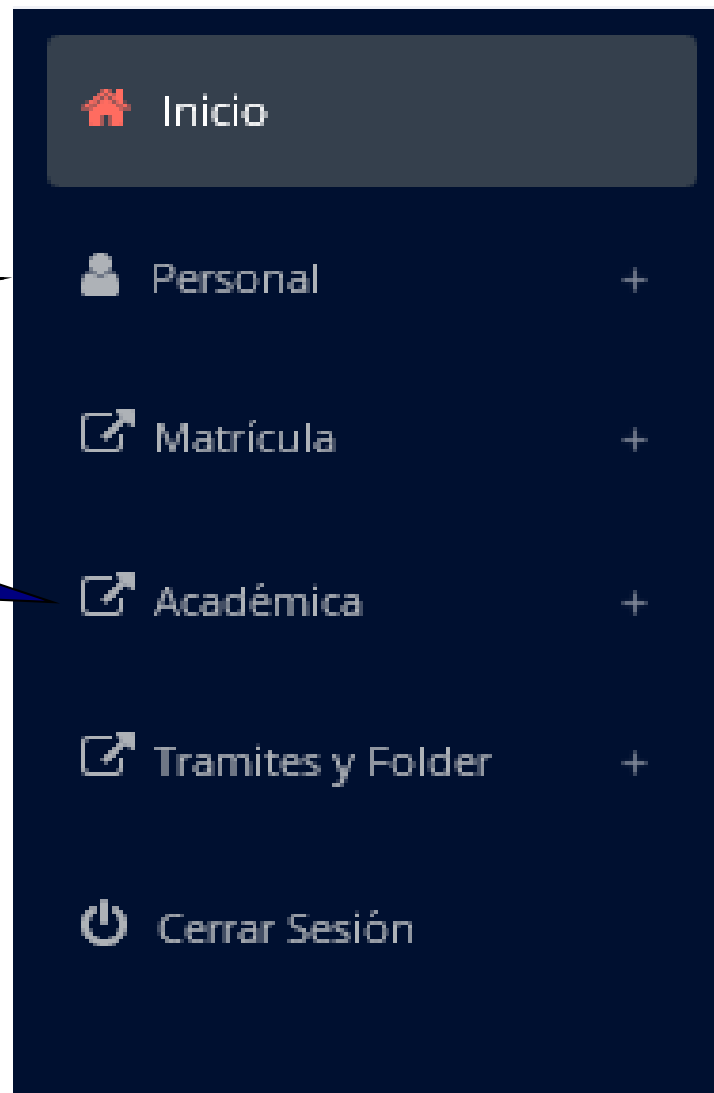 Inicio
Personal +
Matrícula +
Académica +
Tramites y Folder +
Cerrar Sesión